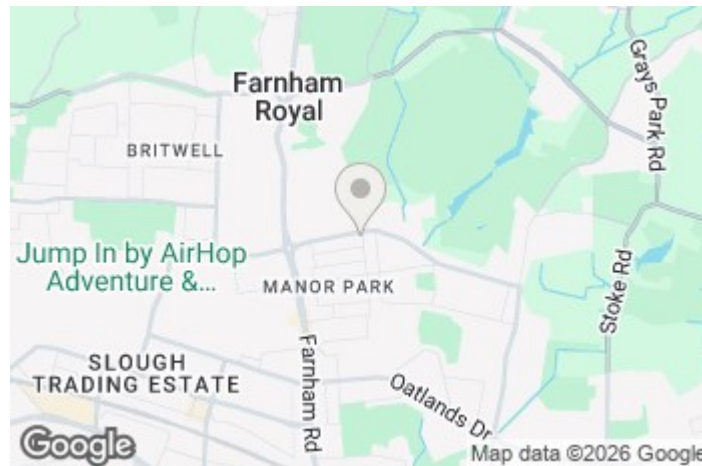 Farnham
Royal
Grays Park Rd
BRITWELL
Jump In by AirHop
Adventure &...
MANOR PARK
Stoke Rd
SLOUGH
TRADING ESTATE
Farnham Rd
Oatlands Dr
Google
Map data ©2026 Google